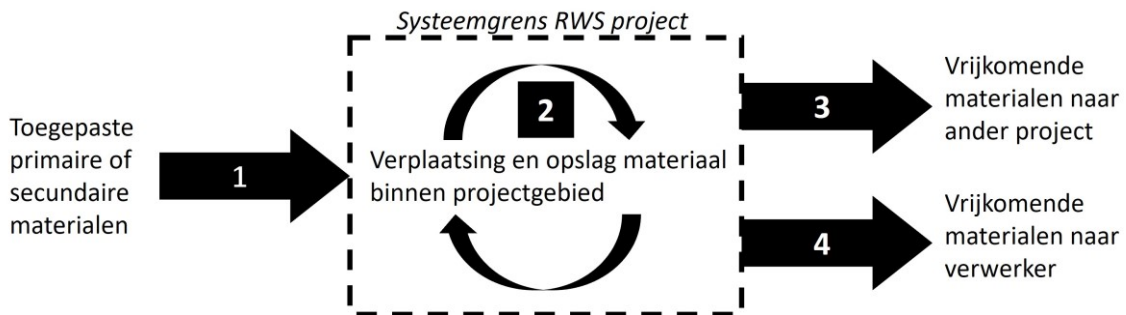 Systeemgrens RWS project
Toegepaste
primaire of
secundaire
materialen
1
2
Verplaatsing en opslag materiaal
binnen projectgebied
3
Vrijkomende
materialen naar
ander project
4
Vrijkomende
materialen naar
verwerker